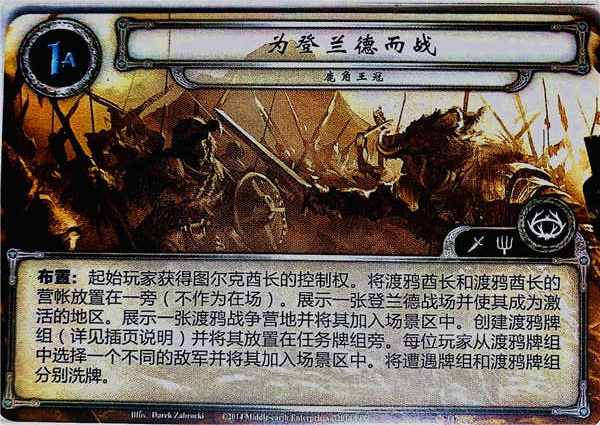 1A
为登兰德而战
鹿角王冠
布置：起始玩家获得图尔克酋长的控制权。将渡鸦酋长和渡鸦酋长的
营帐放置在一旁（不作为在场）。展示一张登兰德战场并使其成为激
活的地区。展示一张渡鸦战争营地并将其加入场景区中。创建渡鸦牌
组（详见插页说明）并将其放置在任务牌组旁。每位玩家从渡鸦牌组
中选择一个不同的敌军并将其加入场景区中。将遭遇牌组和渡鸦牌组
分别洗牌。
Illus. Darek Zabrocki ©2014 Middle-earth Enterprises